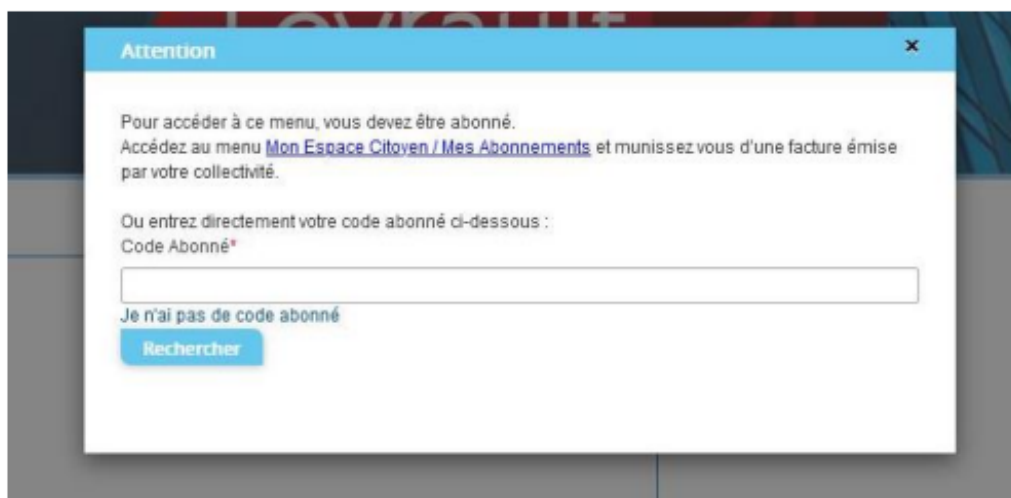 Levrault
Attention
×
Pour accéder à ce menu, vous devez être abonné.
Accédez au menu Mon Espace Citoyen / Mes Abonnements et munissez vous d'une facture émise
par votre collectivité.
Ou entrez directement votre code abonné ci-dessous :
Code Abonné*
Je n'ai pas de code abonné
Rechercher